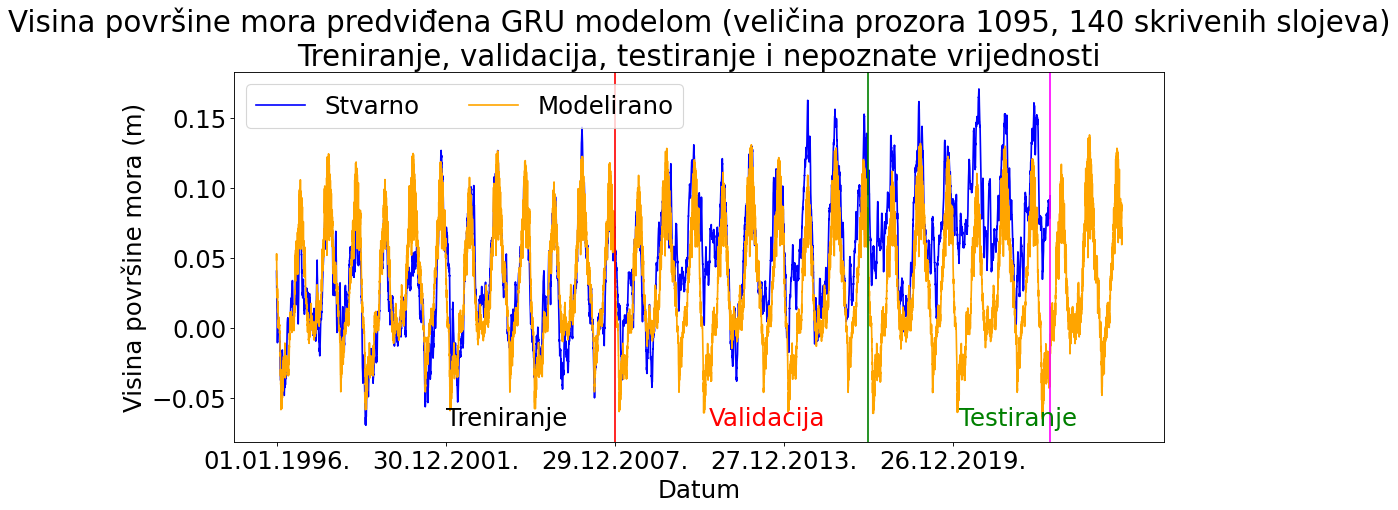 Visina površine mora predviđena GRU modelom (veličina prozora 1095, 140 skrivenih slojeva)
Treniranje, validacija, testiranje i nepoznate vrijednosti
Stvarno
Modelirano
Visina površine mora (m)
0.15
0.10
0.05
0.00
−0.05
Treniranje
Validacija
Testiranje
01.01.1996.
30.12.2001.
29.12.2007.
27.12.2013.
26.12.2019.
Datum